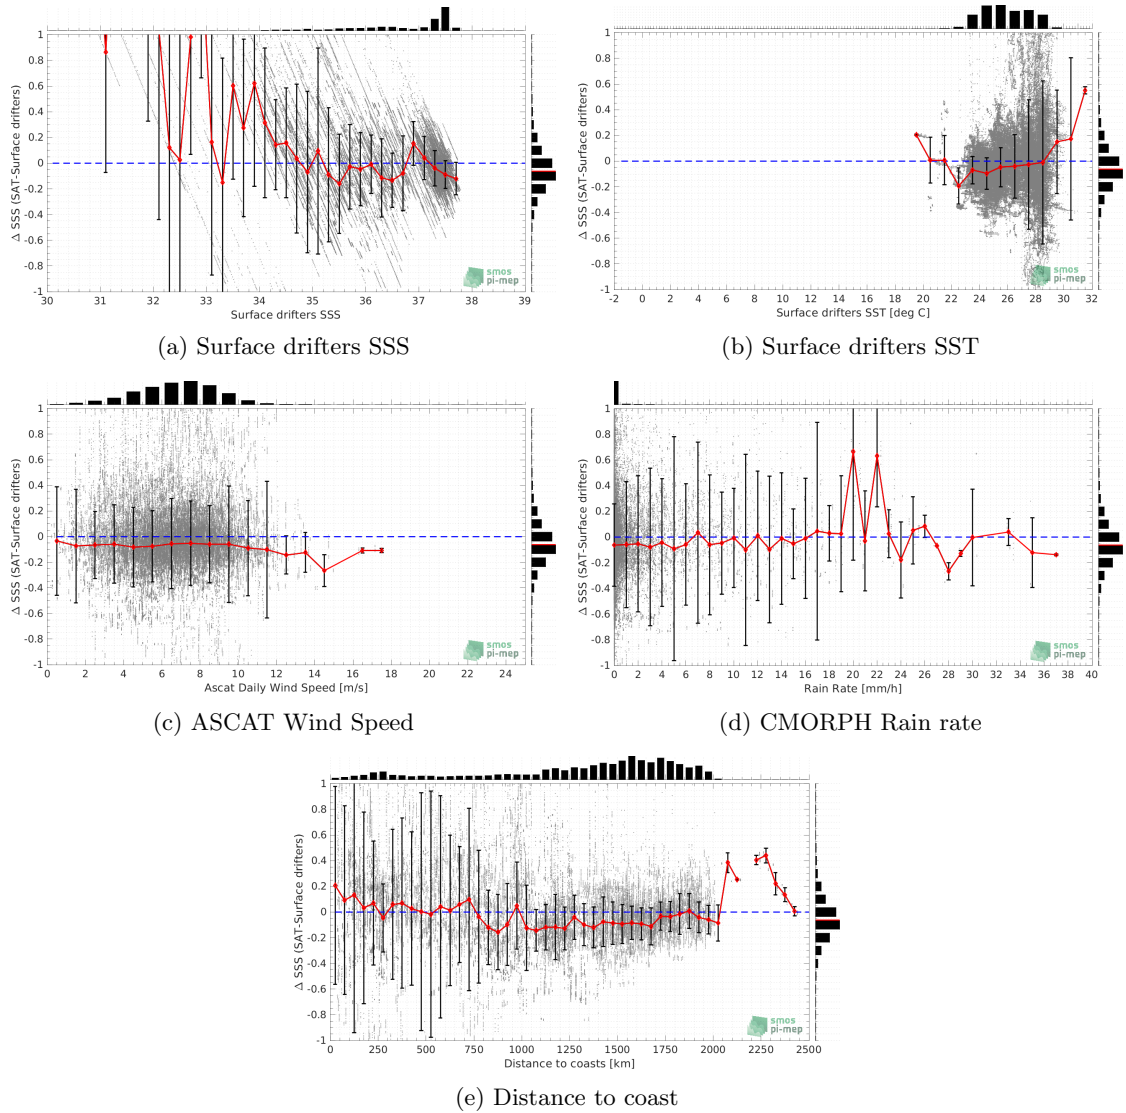 1
0.8
0.6
0.4
0.2
0
-0.2
-0.4
-0.6
-0.8
-1
Δ SSS (SAT-Surface drifters)
smos
pi-mep
30 31 32 33 34 35 36 37 38 39
Surface drifters SSS
(a) Surface drifters SSS
1
0.8
0.6
0.4
0.2
0
-0.2
-0.4
-0.6
-0.8
-1
Δ SSS (SAT-Surface drifters)
smos
pi-mep
-2 0 2 4 6 8 10 12 14 16 18 20 22 24 26 28 30 32
Surface drifters SST [deg C]
(b) Surface drifters SST
1
0.8
0.6
0.4
0.2
0
-0.2
-0.4
-0.6
-0.8
-1
Δ SSS (SAT-Surface drifters)
smos
pi-mep
0 2 4 6 8 10 12 14 16 18 20 22 24
Ascat Daily Wind Speed [m/s]
(c) ASCAT Wind Speed
1
0.8
0.6
0.4
0.2
0
-0.2
-0.4
-0.6
-0.8
-1
Δ SSS (SAT-Surface drifters)
smos
pi-mep
0 2 4 6 8 10 12 14 16 18 20 22 24 26 28 30 32 34 36 38 40
Rain Rate [mm/h]
(d) CMORPH Rain rate
1
0.8
0.6
0.4
0.2
0
-0.2
-0.4
-0.6
-0.8
-1
Δ SSS (SAT-Surface drifters)
smos
pi-mep
0 250 500 750 1000 1250 1500 1750 2000 2250 2500
Distance to coasts [km]
(e) Distance to coast